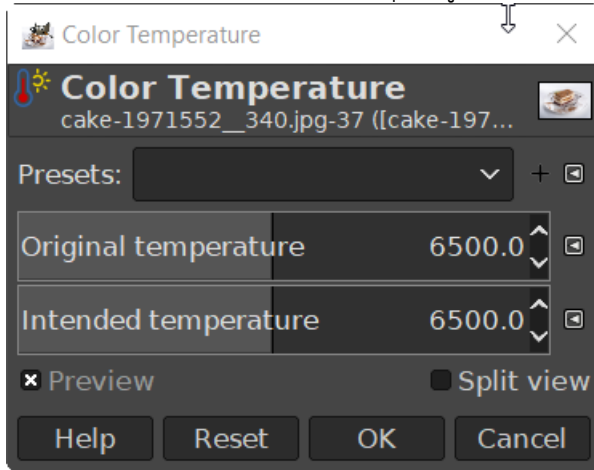 Color Temperature
Color Temperature
cake-1971552__340.jpg-37 ([cake-197...
Presets:
Original temperature 6500.0
Intended temperature 6500.0
Preview Split view
Help Reset OK Cancel